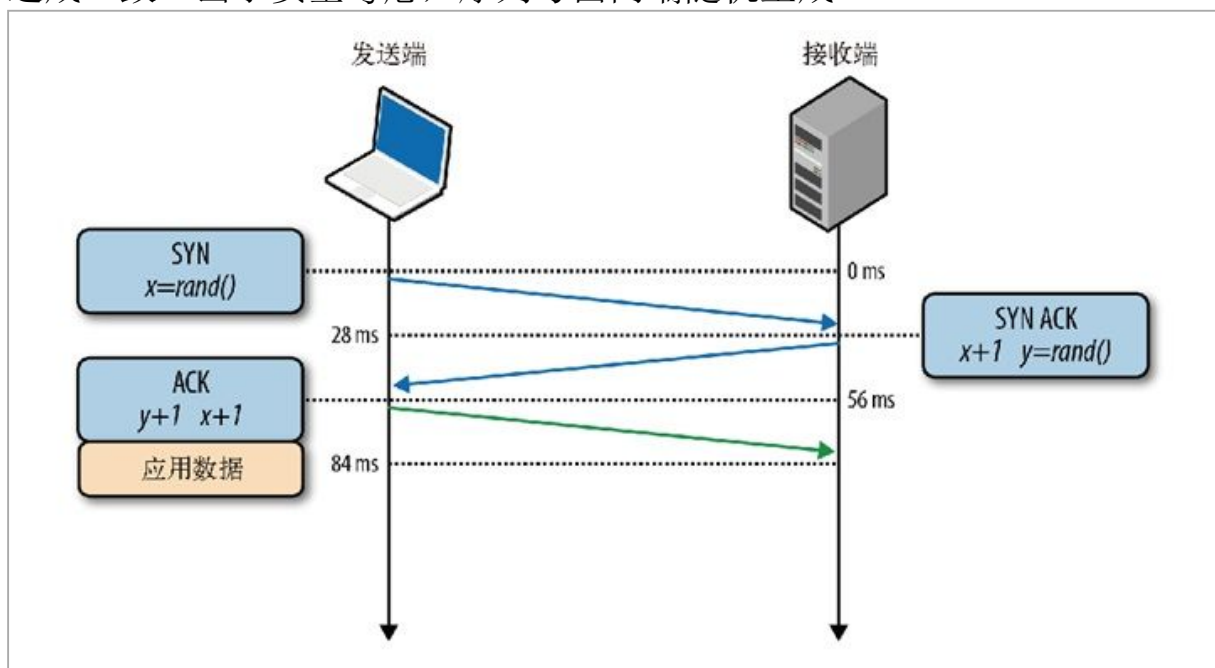 发送端 接收端
SYN
x=rand()
0 ms
28 ms
SYN ACK
x+1 y=rand()
ACK
y+1 x+1
56 ms
应用数据
84 ms